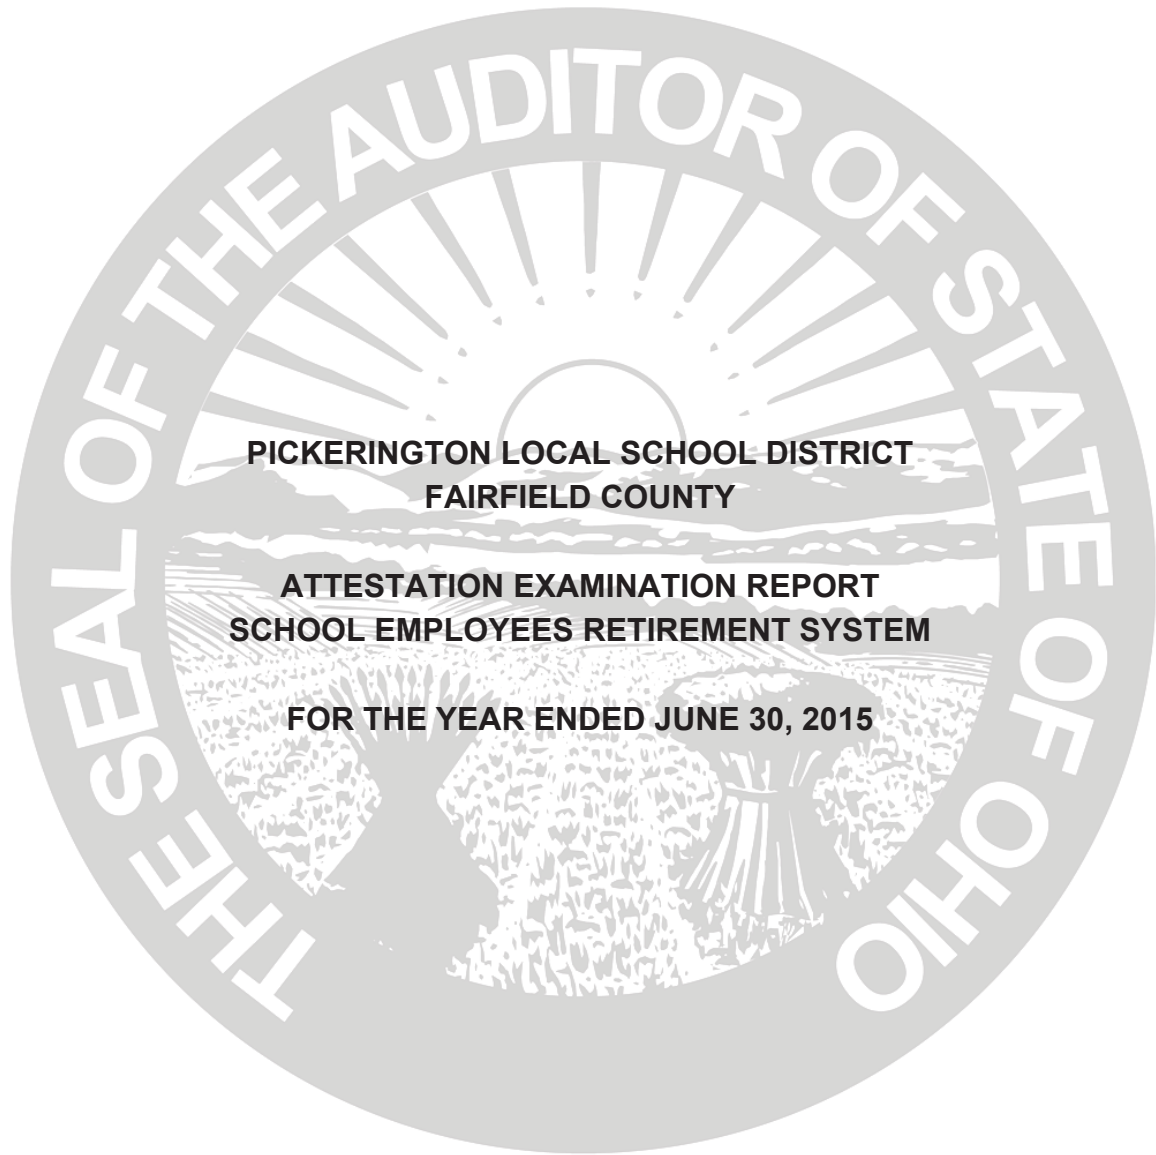 THE SEAL OF THE AUDITOR OF STATE OF OHIO
PICKERINGTON LOCAL SCHOOL DISTRICT
FAIRFIELD COUNTY
ATTESTATION EXAMINATION REPORT
SCHOOL EMPLOYEES RETIREMENT SYSTEM
FOR THE YEAR ENDED JUNE 30, 2015